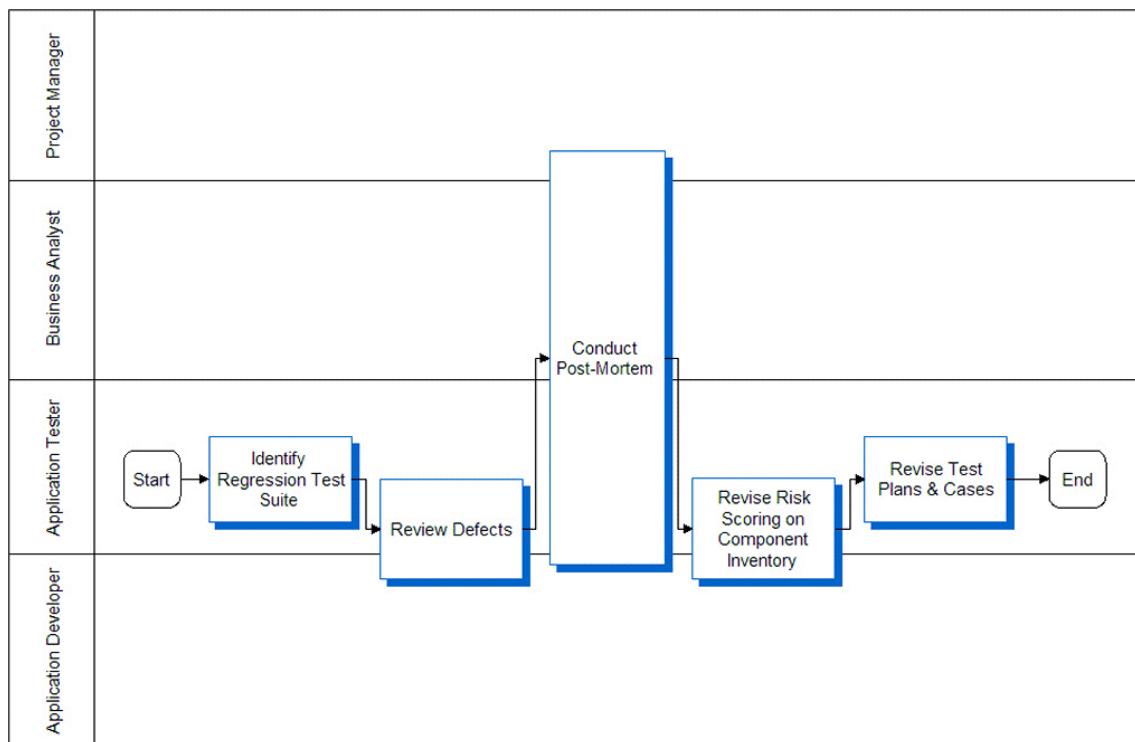 Project Manager
Business Analyst
Conduct
Post-Mortem
Application Tester
Start
Identify
Regression Test
Suite
Review Defects
Revise Risk
Scoring on
Component
Inventory
Revise Test
Plans & Cases
End
Application Developer